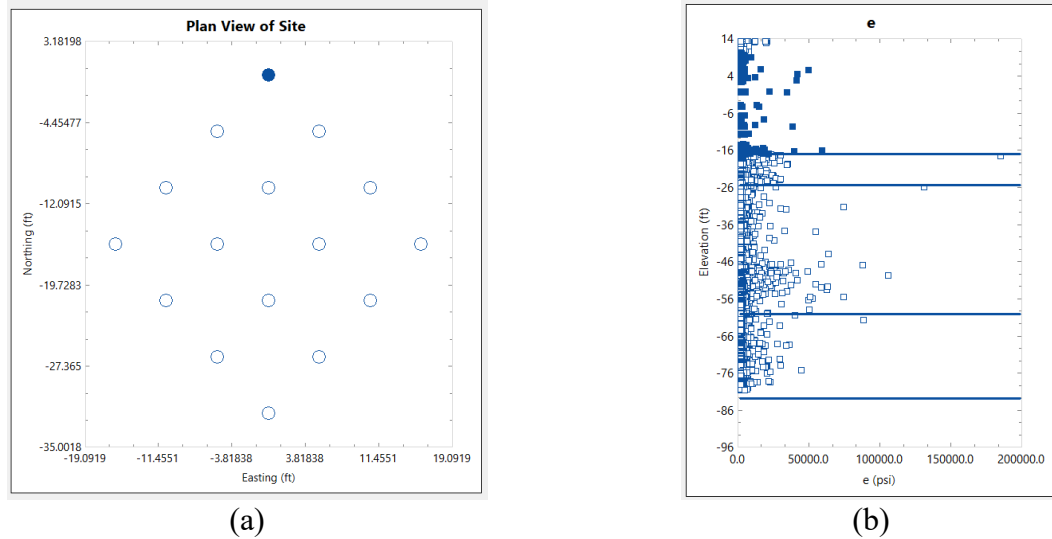 Plan View of Site
3.18198
-4.45477
-12.0915
-19.7283
-27.365
-35.0018
-19.0919 -11.4551 -3.81838 3.81838 11.4551 19.0919
Northing (ft)
Easting (ft)
(a)
e
14
4
-6
-16
-26
-36
-46
-56
-66
-76
-86
-96
0.0 50000.0 100000.0 150000.0 200000.0
Elevation (ft)
e (psi)
(b)